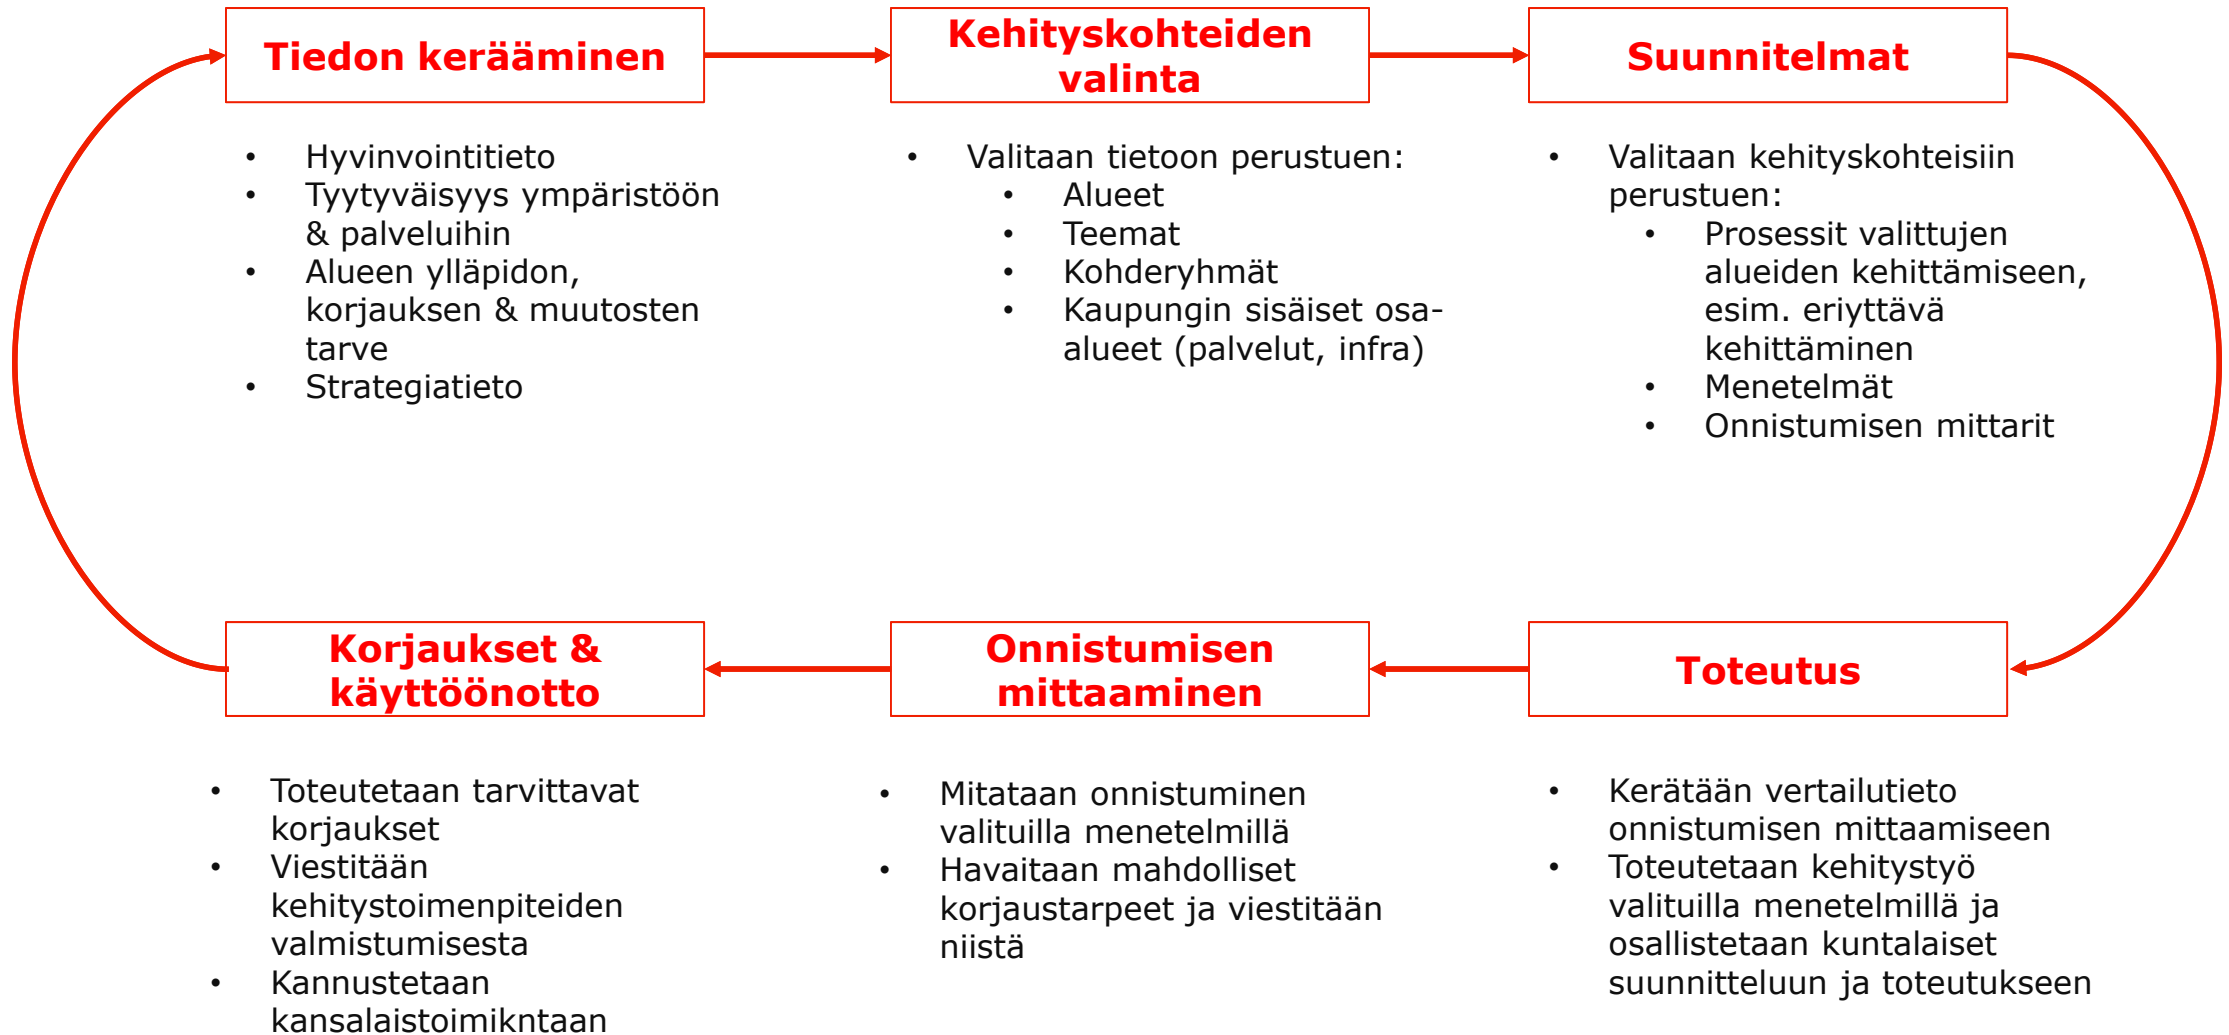 Tiedon kerääminen
• Hyvinvointitieto
• Tyytyväisyys ympäristöön
& palveluihin
• Alueen ylläpidon,
korjauksen & muutosten
tarve
• Strategiatieto
Kehityskohteiden
valinta
• Valitaan tietoon perustuen:
• Alueet
• Teemat
• Kohderyhmät
• Kaupungin sisäiset osa-
alueet (palvelut, infra)
Suunnitelmat
• Valitaan kehityskohteisiin
perustuen:
• Prosessit valittujen
alueiden kehittämiseen,
esim. eriyttävä
kehittäminen
• Menetelmät
• Onnistumisen mittarit
Toteutus
• Kerätään vertailutieto
onnistumisen mittaamiseen
• Toteutetaan kehitystyö
valituilla menetelmillä ja
osallistetaan kuntalaiset
suunnitteluun ja toteutukseen
Onnistumisen
mittaaminen
• Mitataan onnistuminen
valituilla menetelmillä
• Havaitaan mahdolliset
korjaustarpeet ja viestitään
niistä
Korjaukset &
käyttöönotto
• Toteutetaan tarvittavat
korjaukset
• Viestitään
kehitystoimenpiteiden
valmistumisesta
• Kannustetaan
kansalaistoimikntaan